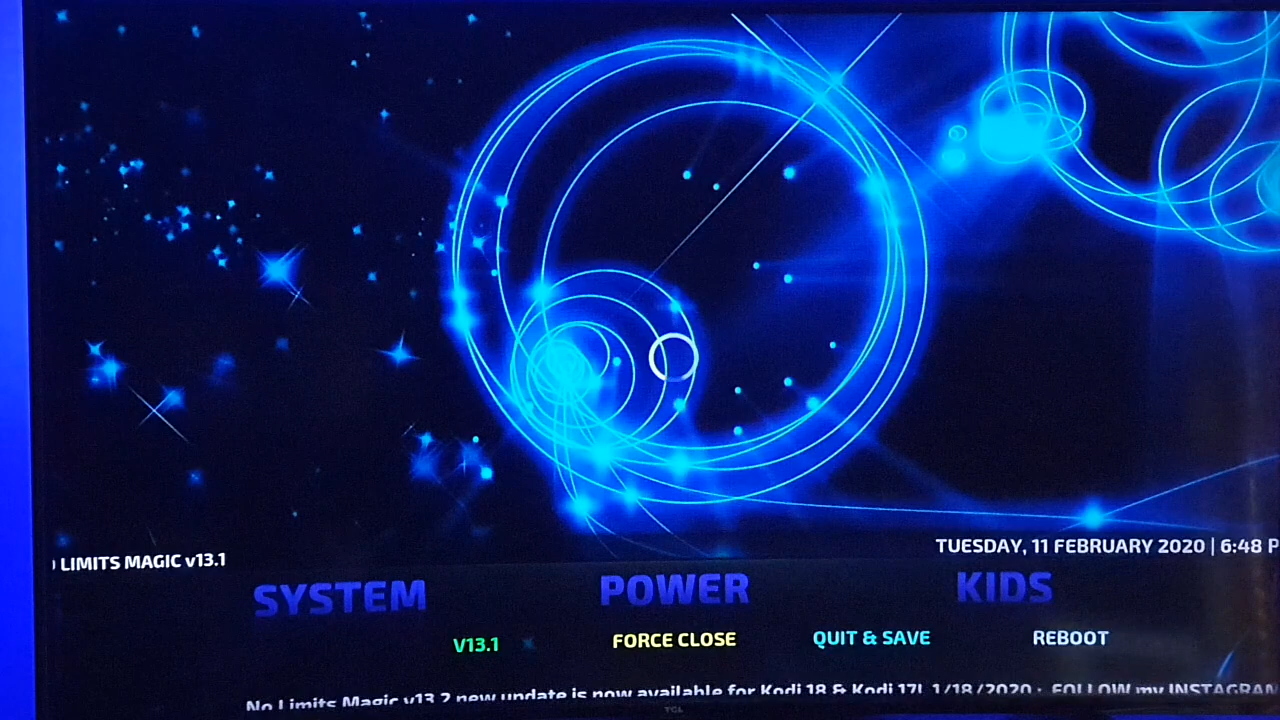 LIMITS MAGIC v13.1
TUESDAY, 11 FEBRUARY 2020 | 6:48 P
SYSTEM POWER KIDS
V13.1 FORCE CLOSE QUIT & SAVE REBOOT
No Limits Magic v13.2 new update is now available for Kodi 18 & Kodi 17! 1/18/2020 · FOLLOW my INSTAGRAM
TCL